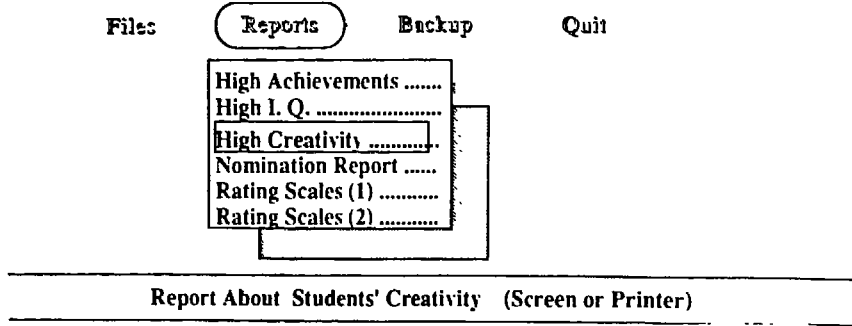 Files Reports Backup Quit
High Achievements .......
High I. Q. ........................
High Creativity .............
Nomination Report ......
Rating Scales (1) ...........
Rating Scales (2) ...........
Report About Students' Creativity (Screen or Printer)